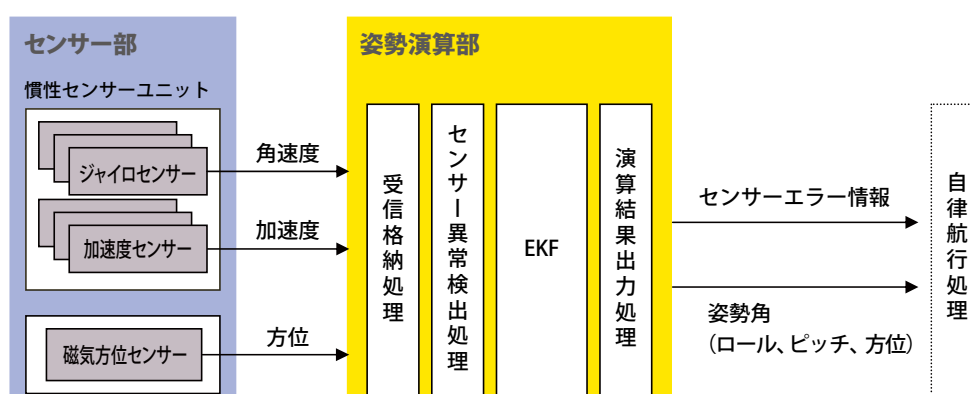 センサー部
慣性センサーユニット
ジャイロセンサー
加速度センサー
磁気方位センサー
角速度
加速度
方位
姿勢演算部
受信格納処理
センサー異常検出処理
EKF
演算結果出力処理
センサーエラー情報
姿勢角
（ロール、ピッチ、方位）
自律航行処理